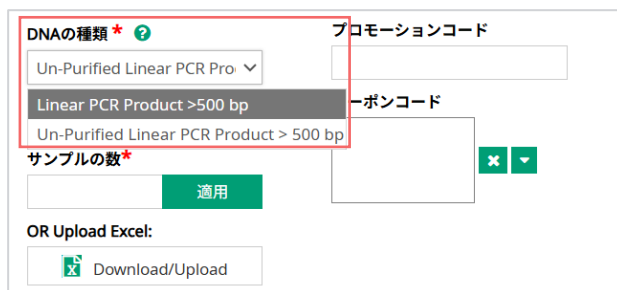 DNAの種類 * ?
プロモーションコード
Un-Purified Linear PCR Pro
Linear PCR Product >500 bp
ーポンコード
Un-Purified Linear PCR Product > 500 bp
サンプルの数*
適用
OR Upload Excel:
Download/Upload